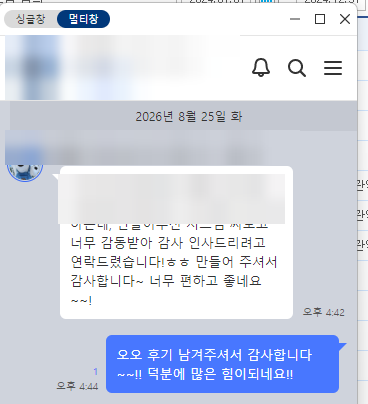 싱글창 멀티창
2026년 8월 25일 화
너무 감동받아 감사 인사드리려고
연락드렸습니다!ㅎㅎ 만들어 주셔서
감사합니다~ 너무 편하고 좋네요
~~!
오후 4:42
오오 후기 남겨주셔서 감사합니다
~~!! 덕분에 많은 힘이되네요!!
1
오후 4:44